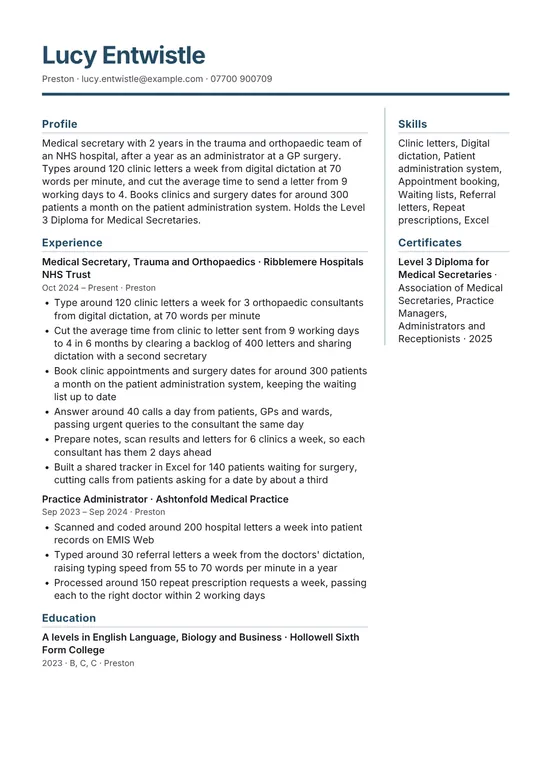 Lucy Entwistle
Preston · lucy.entwistle@example.com · 07700 900709
Profile
Medical secretary with 2 years in the trauma and orthopaedic team of
an NHS hospital, after a year as an administrator at a GP surgery.
Types around 120 clinic letters a week from digital dictation at 70
words per minute, and cut the average time to send a letter from 9
working days to 4. Books clinics and surgery dates for around 300
patients a month on the patient administration system. Holds the Level
3 Diploma for Medical Secretaries.
Experience
Medical Secretary, Trauma and Orthopaedics · Ribblemere Hospitals
NHS Trust
Oct 2024 – Present · Preston
• Type around 120 clinic letters a week for 3 orthopaedic consultants
from digital dictation, at 70 words per minute
• Cut the average time from clinic to letter sent from 9 working days
to 4 in 6 months by clearing a backlog of 400 letters and sharing
dictation with a second secretary
• Book clinic appointments and surgery dates for around 300 patients
a month on the patient administration system, keeping the waiting
list up to date
• Answer around 40 calls a day from patients, GPs and wards,
passing urgent queries to the consultant the same day
• Prepare notes, scan results and letters for 6 clinics a week, so each
consultant has them 2 days ahead
• Built a shared tracker in Excel for 140 patients waiting for surgery,
cutting calls from patients asking for a date by about a third
Practice Administrator · Ashtonfold Medical Practice
Sep 2023 – Sep 2024 · Preston
• Scanned and coded around 200 hospital letters a week into patient
records on EMIS Web
• Typed around 30 referral letters a week from the doctors' dictation,
raising typing speed from 55 to 70 words per minute in a year
• Processed around 150 repeat prescription requests a week, passing
each to the right doctor within 2 working days
Education
A levels in English Language, Biology and Business · Hollowell Sixth
Form College
2023 · B, C, C · Preston
Skills
Clinic letters, Digital
dictation, Patient
administration system,
Appointment booking,
Waiting lists, Referral
letters, Repeat
prescriptions, Excel
Certificates
Level 3 Diploma for
Medical Secretaries ·
Association of Medical
Secretaries, Practice
Managers,
Administrators and
Receptionists · 2025